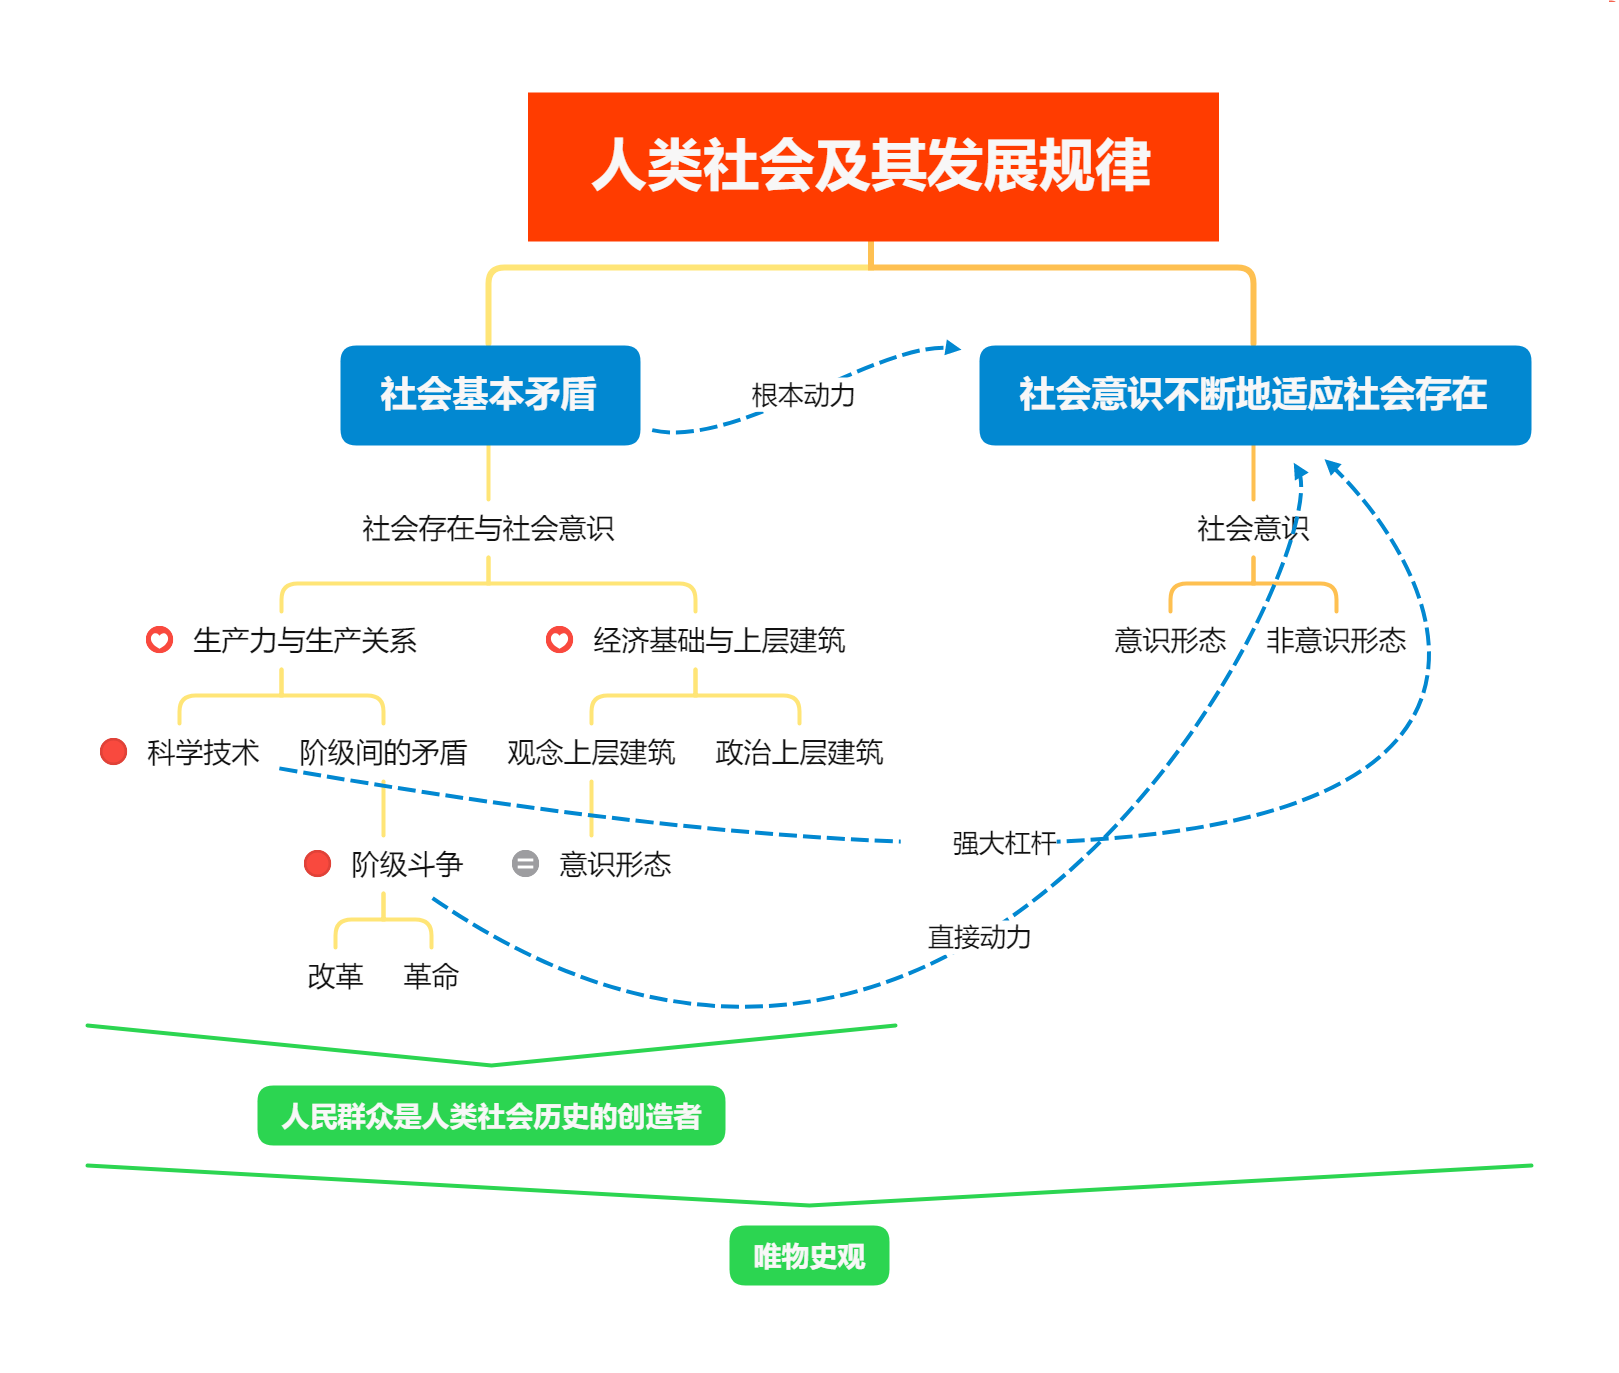 人类社会及其发展规律
社会基本矛盾
根本动力
社会意识不断地适应社会存在
社会存在与社会意识
社会意识
生产力与生产关系
经济基础与上层建筑
意识形态
非意识形态
科学技术
阶级间的矛盾
观念上层建筑
政治上层建筑
强大杠杆
阶级斗争
意识形态
直接动力
改革
革命
人民群众是人类社会历史的创造者
唯物史观